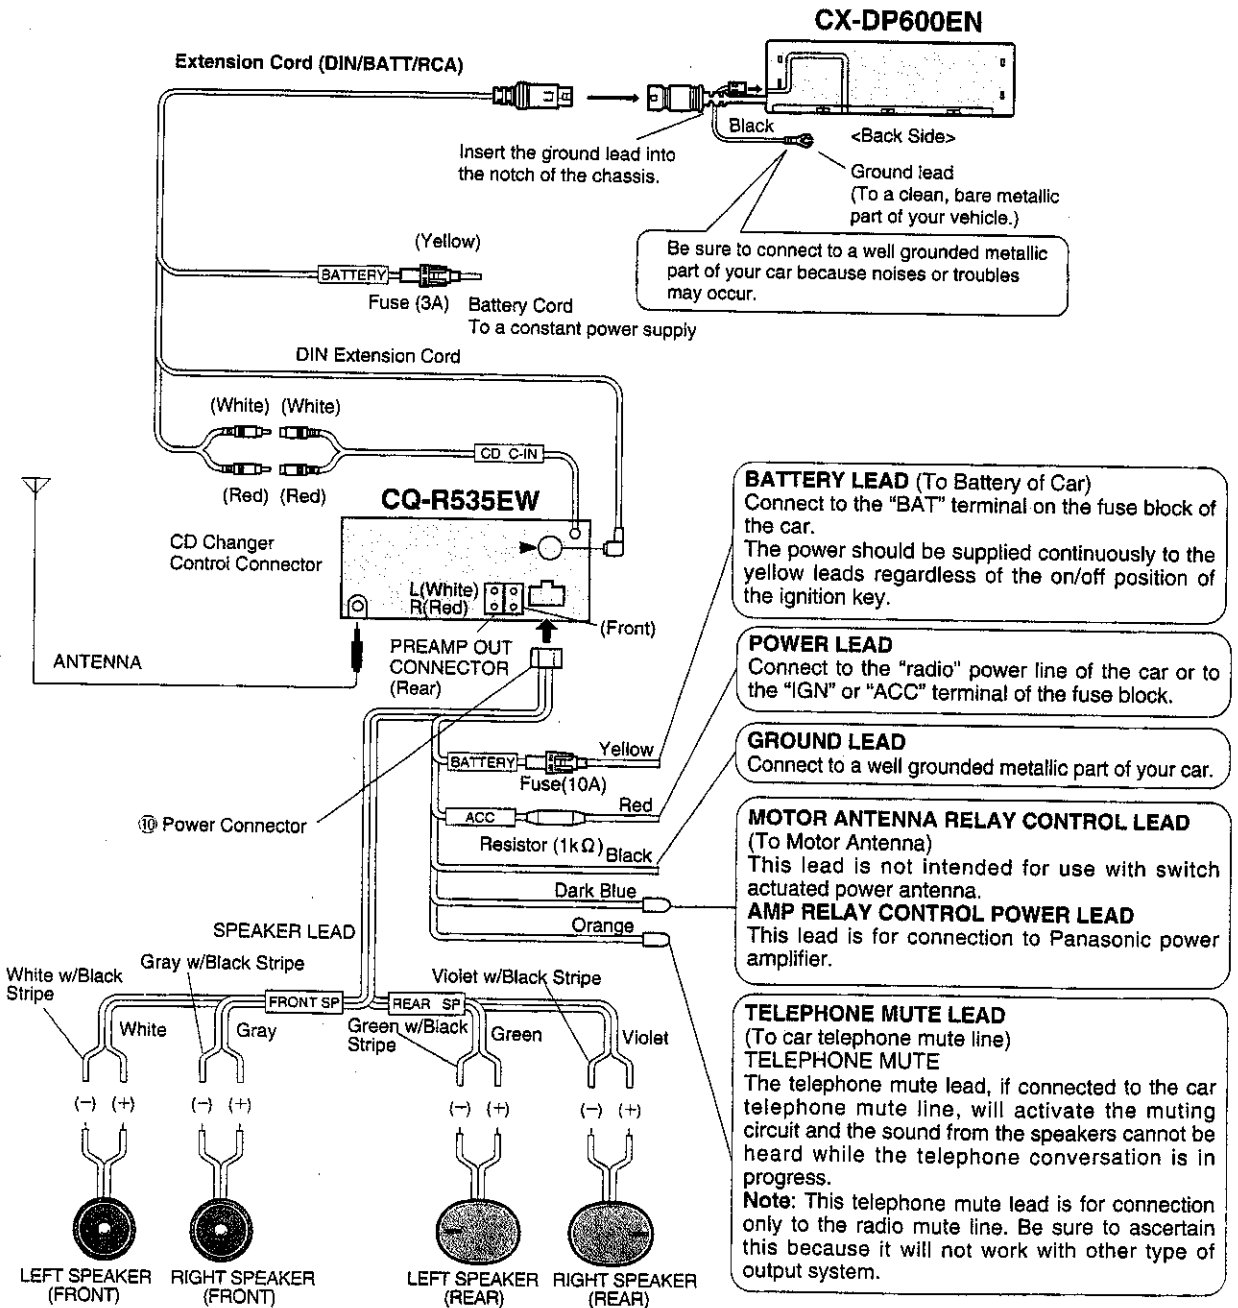 CX-DP600EN
Extension Cord (DIN/BATT/RCA)
Black
<Back Side>
Insert the ground lead into
the notch of the chassis.
Ground lead
(To a clean, bare metallic
part of your vehicle.)
Be sure to connect to a well grounded metallic
part of your car because noises or troubles
may occur.
(Yellow)
BATTERY
Fuse (3A)
Battery Cord
To a constant power supply
DIN Extension Cord
(White) (White)
CD C-IN
(Red) (Red)
CQ-R535EW
CD Changer
Control Connector
L(White)
R(Red)
(Front)
PREAMP OUT
CONNECTOR
(Rear)
ANTENNA
BATTERY LEAD (To Battery of Car)
Connect to the “BAT” terminal on the fuse block of
the car.
The power should be supplied continuously to the
yellow leads regardless of the on/off position of
the ignition key.
POWER LEAD
Connect to the “radio” power line of the car or to
the “IGN” or “ACC” terminal of the fuse block.
GROUND LEAD
Connect to a well grounded metallic part of your car.
MOTOR ANTENNA RELAY CONTROL LEAD
(To Motor Antenna)
This lead is not intended for use with switch
actuated power antenna.
AMP RELAY CONTROL POWER LEAD
This lead is for connection to Panasonic power
amplifier.
TELEPHONE MUTE LEAD
(To car telephone mute line)
TELEPHONE MUTE
The telephone mute lead, if connected to the car
telephone mute line, will activate the muting
circuit and the sound from the speakers cannot be
heard while the telephone conversation is in
progress.
Note: This telephone mute lead is for connection
only to the radio mute line. Be sure to ascertain
this because it will not work with other type of
output system.
Yellow
BATTERY
Fuse(10A)
Red
ACC
Resistor (1kΩ)
Black
Dark Blue
Orange
⑩ Power Connector
SPEAKER LEAD
White w/Black
Stripe
Gray w/Black Stripe
Violet w/Black Stripe
FRONT SP
REAR SP
White
Gray
Green w/Black
Stripe
Green
Violet
(−) (+)
(−) (+)
(−) (+)
(−) (+)
LEFT SPEAKER
(FRONT)
RIGHT SPEAKER
(FRONT)
LEFT SPEAKER
(REAR)
RIGHT SPEAKER
(REAR)